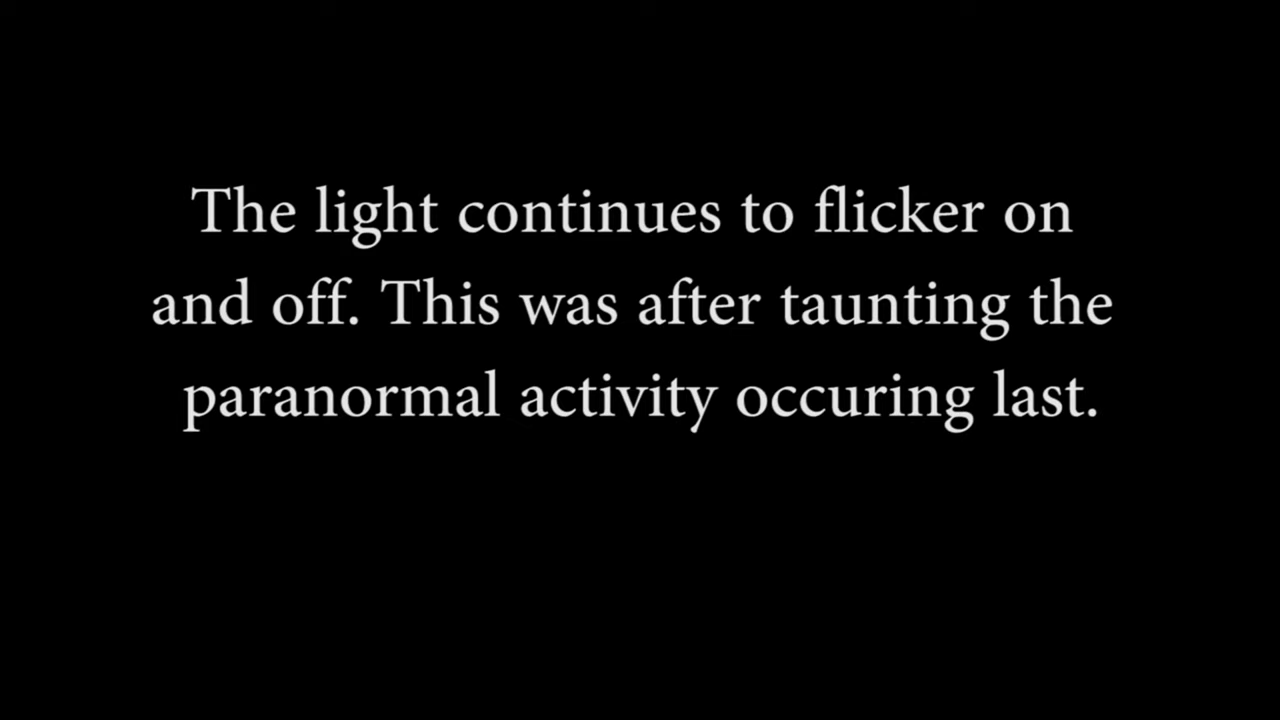 The light continues to flicker on
and off. This was after taunting the
paranormal activity occuring last.